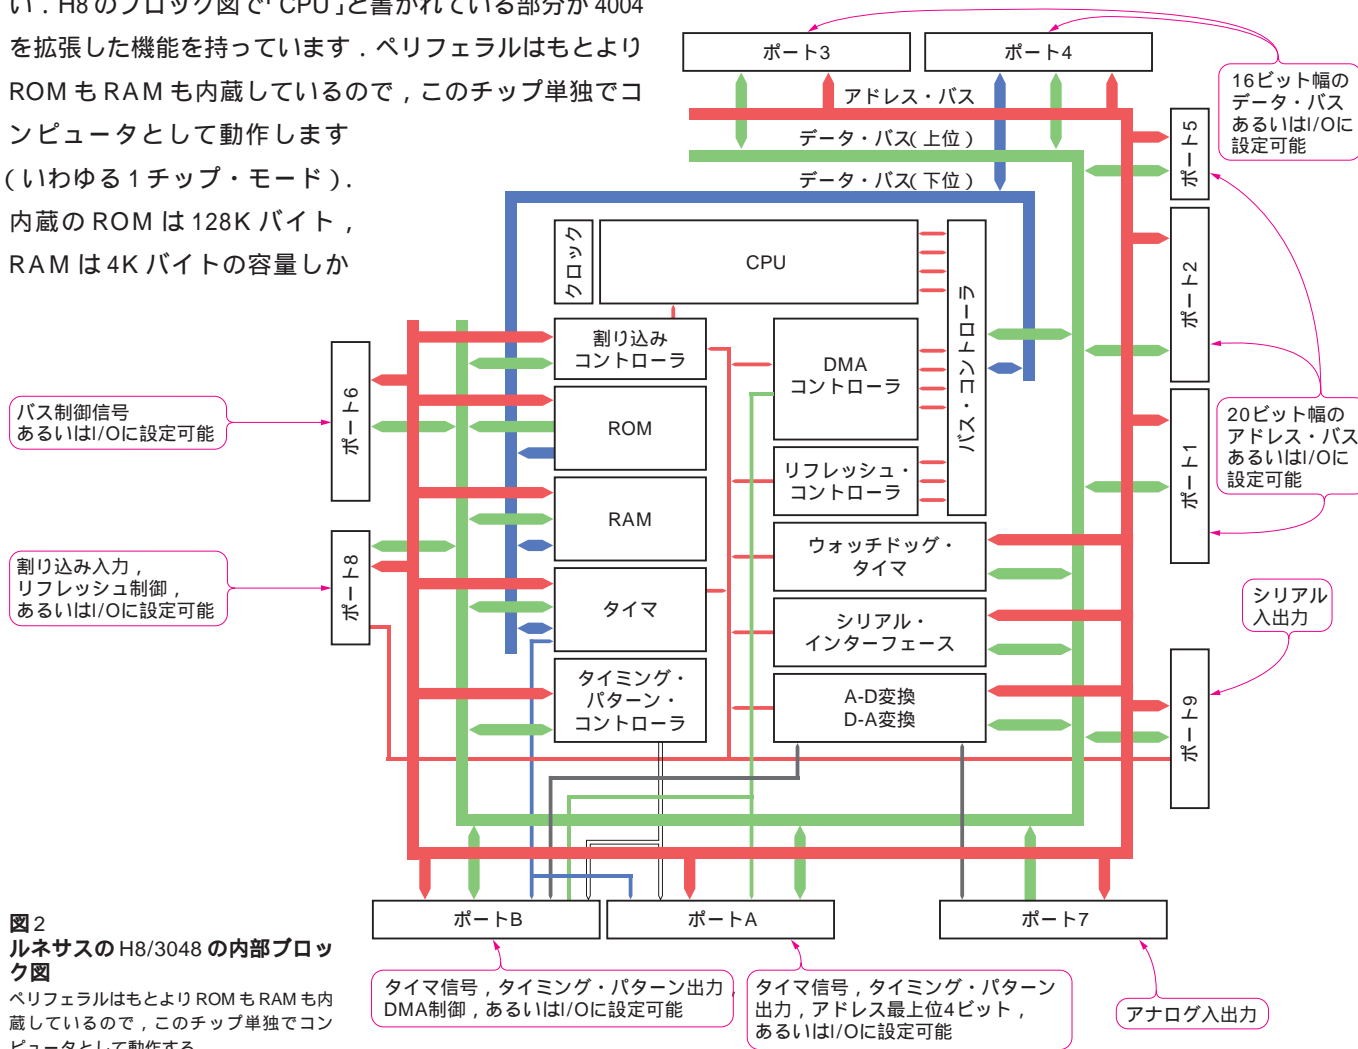 い．H8のブロック図で「CPU」と書かれている部分が4004
を拡張した機能を持っています．ペリフェラルはもとより
ROMもRAMも内蔵しているので，このチップ単独でコ
ンピュータとして動作します
（いわゆる1チップ・モード）．
内蔵のROMは128Kバイト，
RAMは4Kバイトの容量しか
ポート3
ポート4
アドレス・バス
データ・バス（上位）
データ・バス（下位）
16ビット幅の
データ・バス
あるいはI/Oに
設定可能
ポート5
ポート2
ポート1
20ビット幅の
アドレス・バス
あるいはI/Oに
設定可能
クロック
CPU
バス・コントローラ
割り込み
コントローラ
DMA
コントローラ
ROM
リフレッシュ・
コントローラ
RAM
ウォッチドッグ・
タイマ
タイマ
シリアル・
インターフェース
タイミング・
パターン・
コントローラ
A-D変換
D-A変換
ポート6
バス制御信号
あるいはI/Oに設定可能
ポート8
割り込み入力，
リフレッシュ制御，
あるいはI/Oに設定可能
シリアル
入出力
ポート9
ポートB
ポートA
ポート7
タイマ信号，タイミング・パターン出力，
DMA制御，あるいはI/Oに設定可能
タイマ信号，タイミング・パターン
出力，アドレス最上位4ビット，
あるいはI/Oに設定可能
アナログ入出力
図2
ルネサスのH8/3048の内部ブロッ
ク図
ペリフェラルはもとよりROMもRAMも内
蔵しているので，このチップ単独でコン
ピュータとして動作する